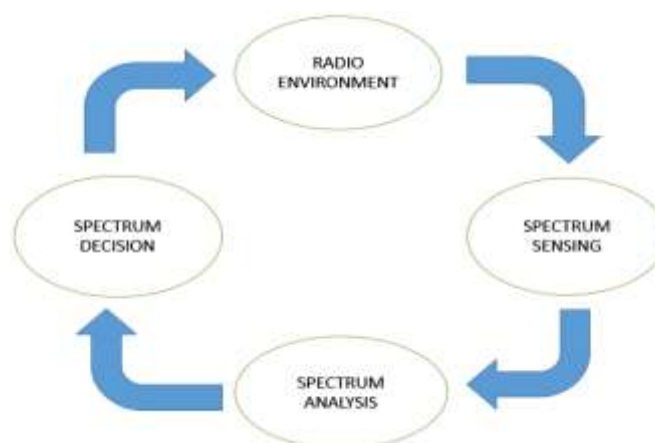 RADIO
ENVIRONMENT
SPECTRUM
SENSING
SPECTRUM
ANALYSIS
SPECTRUM
DECISION